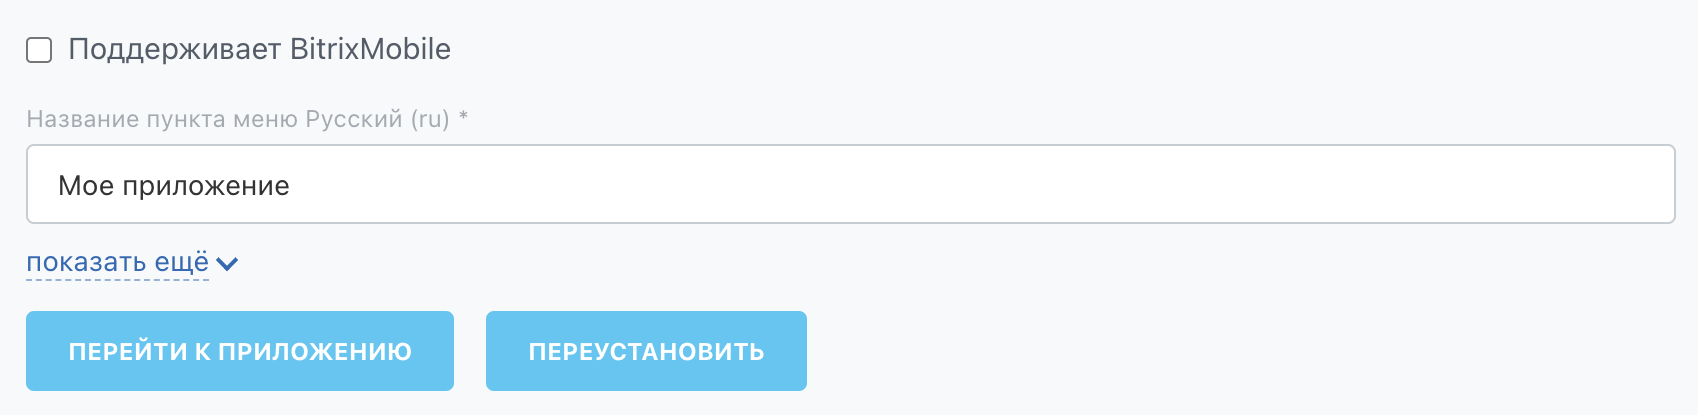 Поддерживает BitrixMobile
Название пункта меню Русский (ru) *
Мое приложение
показать ещё
ПЕРЕЙТИ К ПРИЛОЖЕНИЮ
ПЕРЕУСТАНОВИТЬ